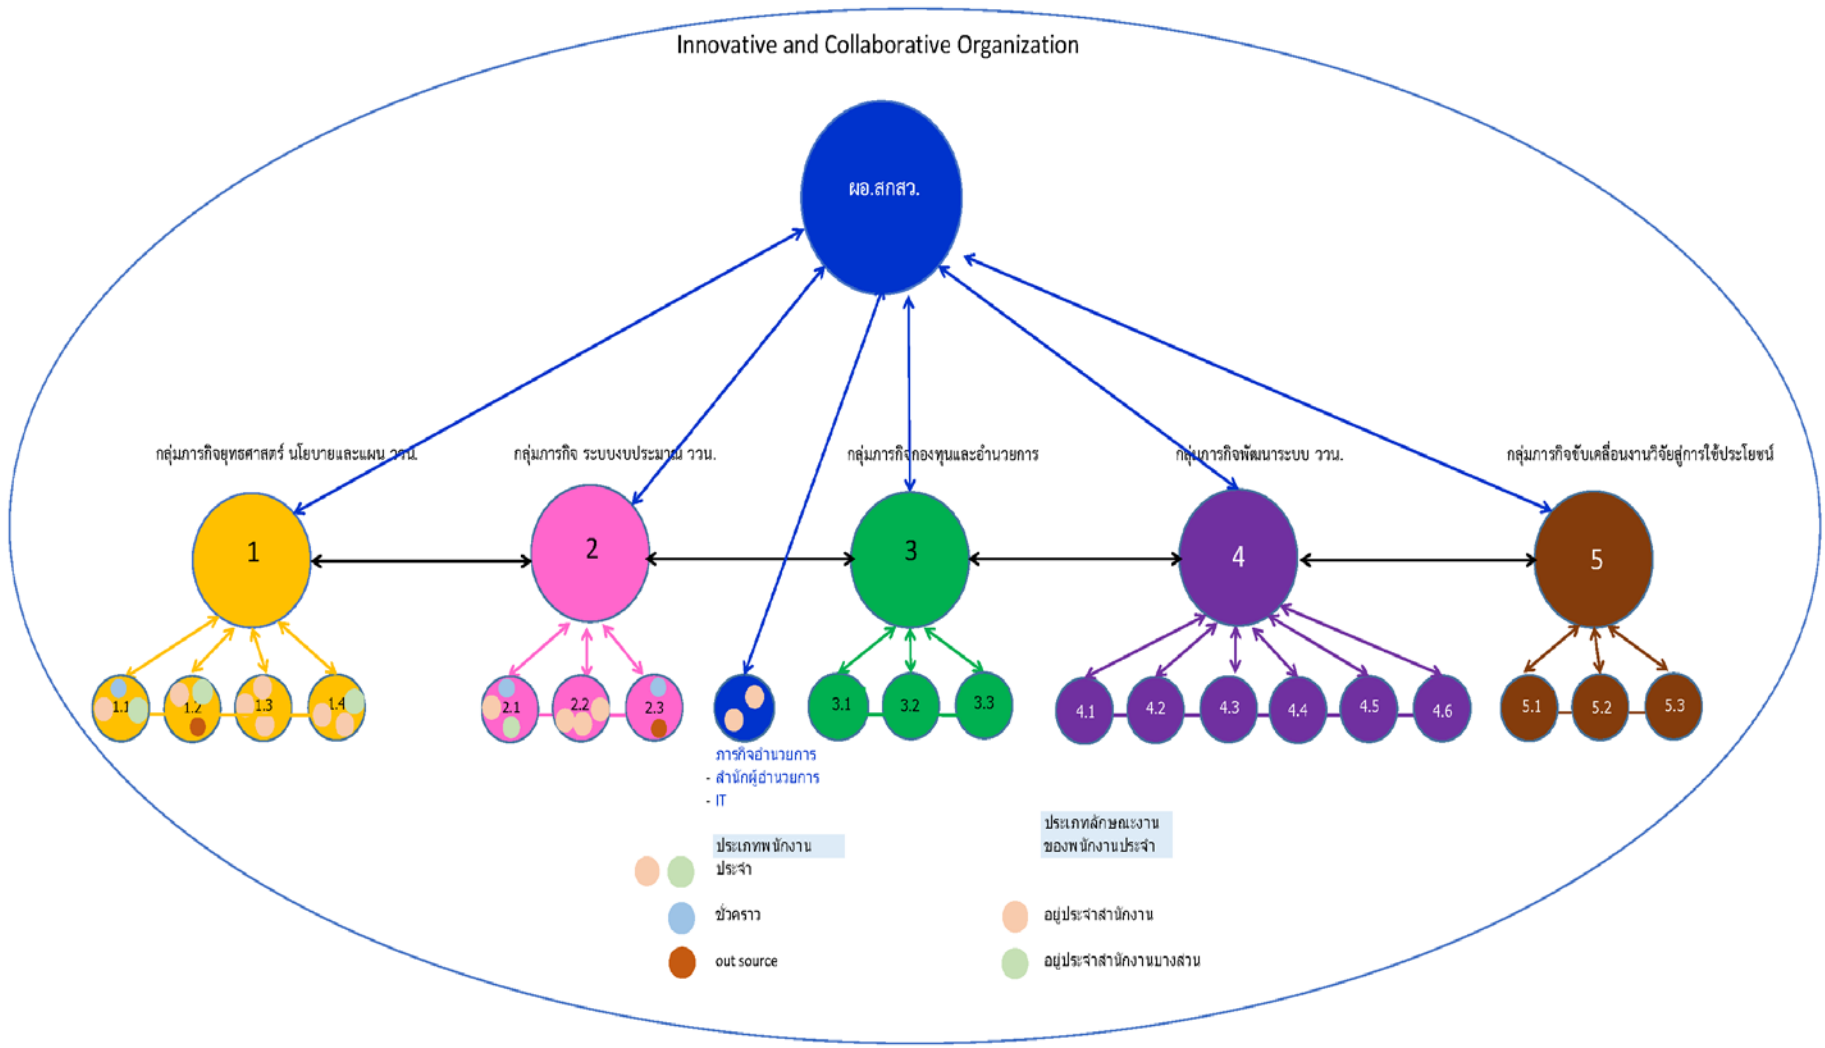 Innovative and Collaborative Organization
ผอ.สกสว.
กลุ่มภารกิจยุทธศาสตร์ นโยบายและแผน ววน.
กลุ่มภารกิจ ระบบงบประมาณ ววน.
กลุ่มภารกิจกองทุนและอำนวยการ
กลุ่มภารกิจพัฒนาระบบ ววน.
กลุ่มภารกิจขับเคลื่อนงานวิจัยสู่การใช้ประโยชน์
1
2
3
4
5
1.1
1.2
1.3
1.4
2.1
2.2
2.3
3.1
3.2
3.3
4.1
4.2
4.3
4.4
4.5
4.6
5.1
5.2
5.3
ภารกิจอำนวยการ
- สำนักผู้อำนวยการ
- IT
ประเภทพนักงาน
ประจำ
ชั่วคราว
out source
ประเภทลักษณะงาน
ของพนักงานประจำ
อยู่ประจำสำนักงาน
อยู่ประจำสำนักงานบางส่วน